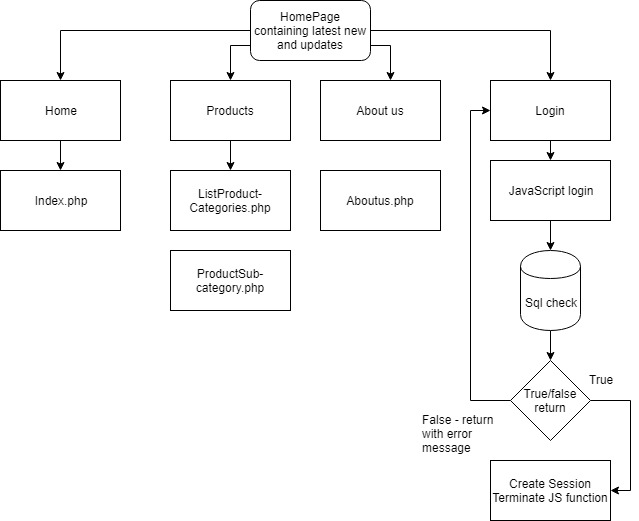 HomePage
containing latest new
and updates
Home
Products
About us
Login
Index.php
ListProduct-
Categories.php
Aboutus.php
JavaScript login
ProductSub-
category.php
Sql check
True/false
return
True
False - return
with error
message
Create Session
Terminate JS function